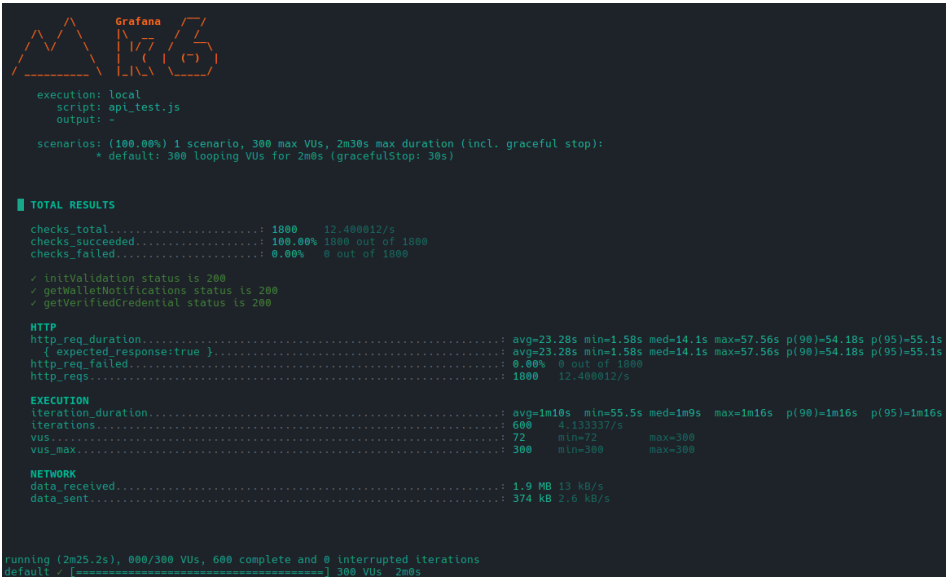 Grafana
execution: local
script: api_test.js
output: -
scenarios: (100.00%) 1 scenario, 300 max VUs, 2m30s max duration (incl. graceful stop):
* default: 300 looping VUs for 2m0s (gracefulStop: 30s)
TOTAL RESULTS
checks_total.......................: 1800 12.400012/s
checks_succeeded...................: 100.00% 1800 out of 1800
checks_failed......................: 0.00% 0 out of 1800
✓ initValidation status is 200
✓ getWalletNotifications status is 200
✓ getVerifiedCredential status is 200
HTTP
http_req_duration.......................................................: avg=23.28s min=1.58s med=14.1s max=57.56s p(90)=54.18s p(95)=55.1s
{ expected_response:true }............................................: avg=23.28s min=1.58s med=14.1s max=57.56s p(90)=54.18s p(95)=55.1s
http_req_failed.........................................................: 0.00% 0 out of 1800
http_reqs...............................................................: 1800 12.400012/s
EXECUTION
iteration_duration......................................................: avg=1m10s min=55.5s med=1m9s max=1m16s p(90)=1m16s p(95)=1m16s
iterations..............................................................: 600 4.133337/s
vus.....................................................................: 72 min=72 max=300
vus_max.................................................................: 300 min=300 max=300
NETWORK
data_received...........................................................: 1.9 MB 13 kB/s
data_sent...............................................................: 374 kB 2.6 kB/s
running (2m25.2s), 000/300 VUs, 600 complete and 0 interrupted iterations
default ✓ [======================================] 300 VUs 2m0s